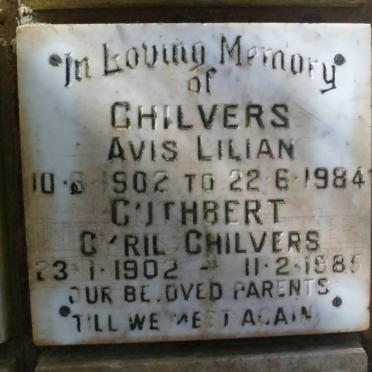 In Loving Memory
of
CHILVERS
AVIS LILIAN
1902 TO 22·6·1984
CUTHBERT
CYRIL CHILVERS
23·1·1902 - 11·2·1985
OUR BELOVED PARENTS
TILL WE MEET AGAIN